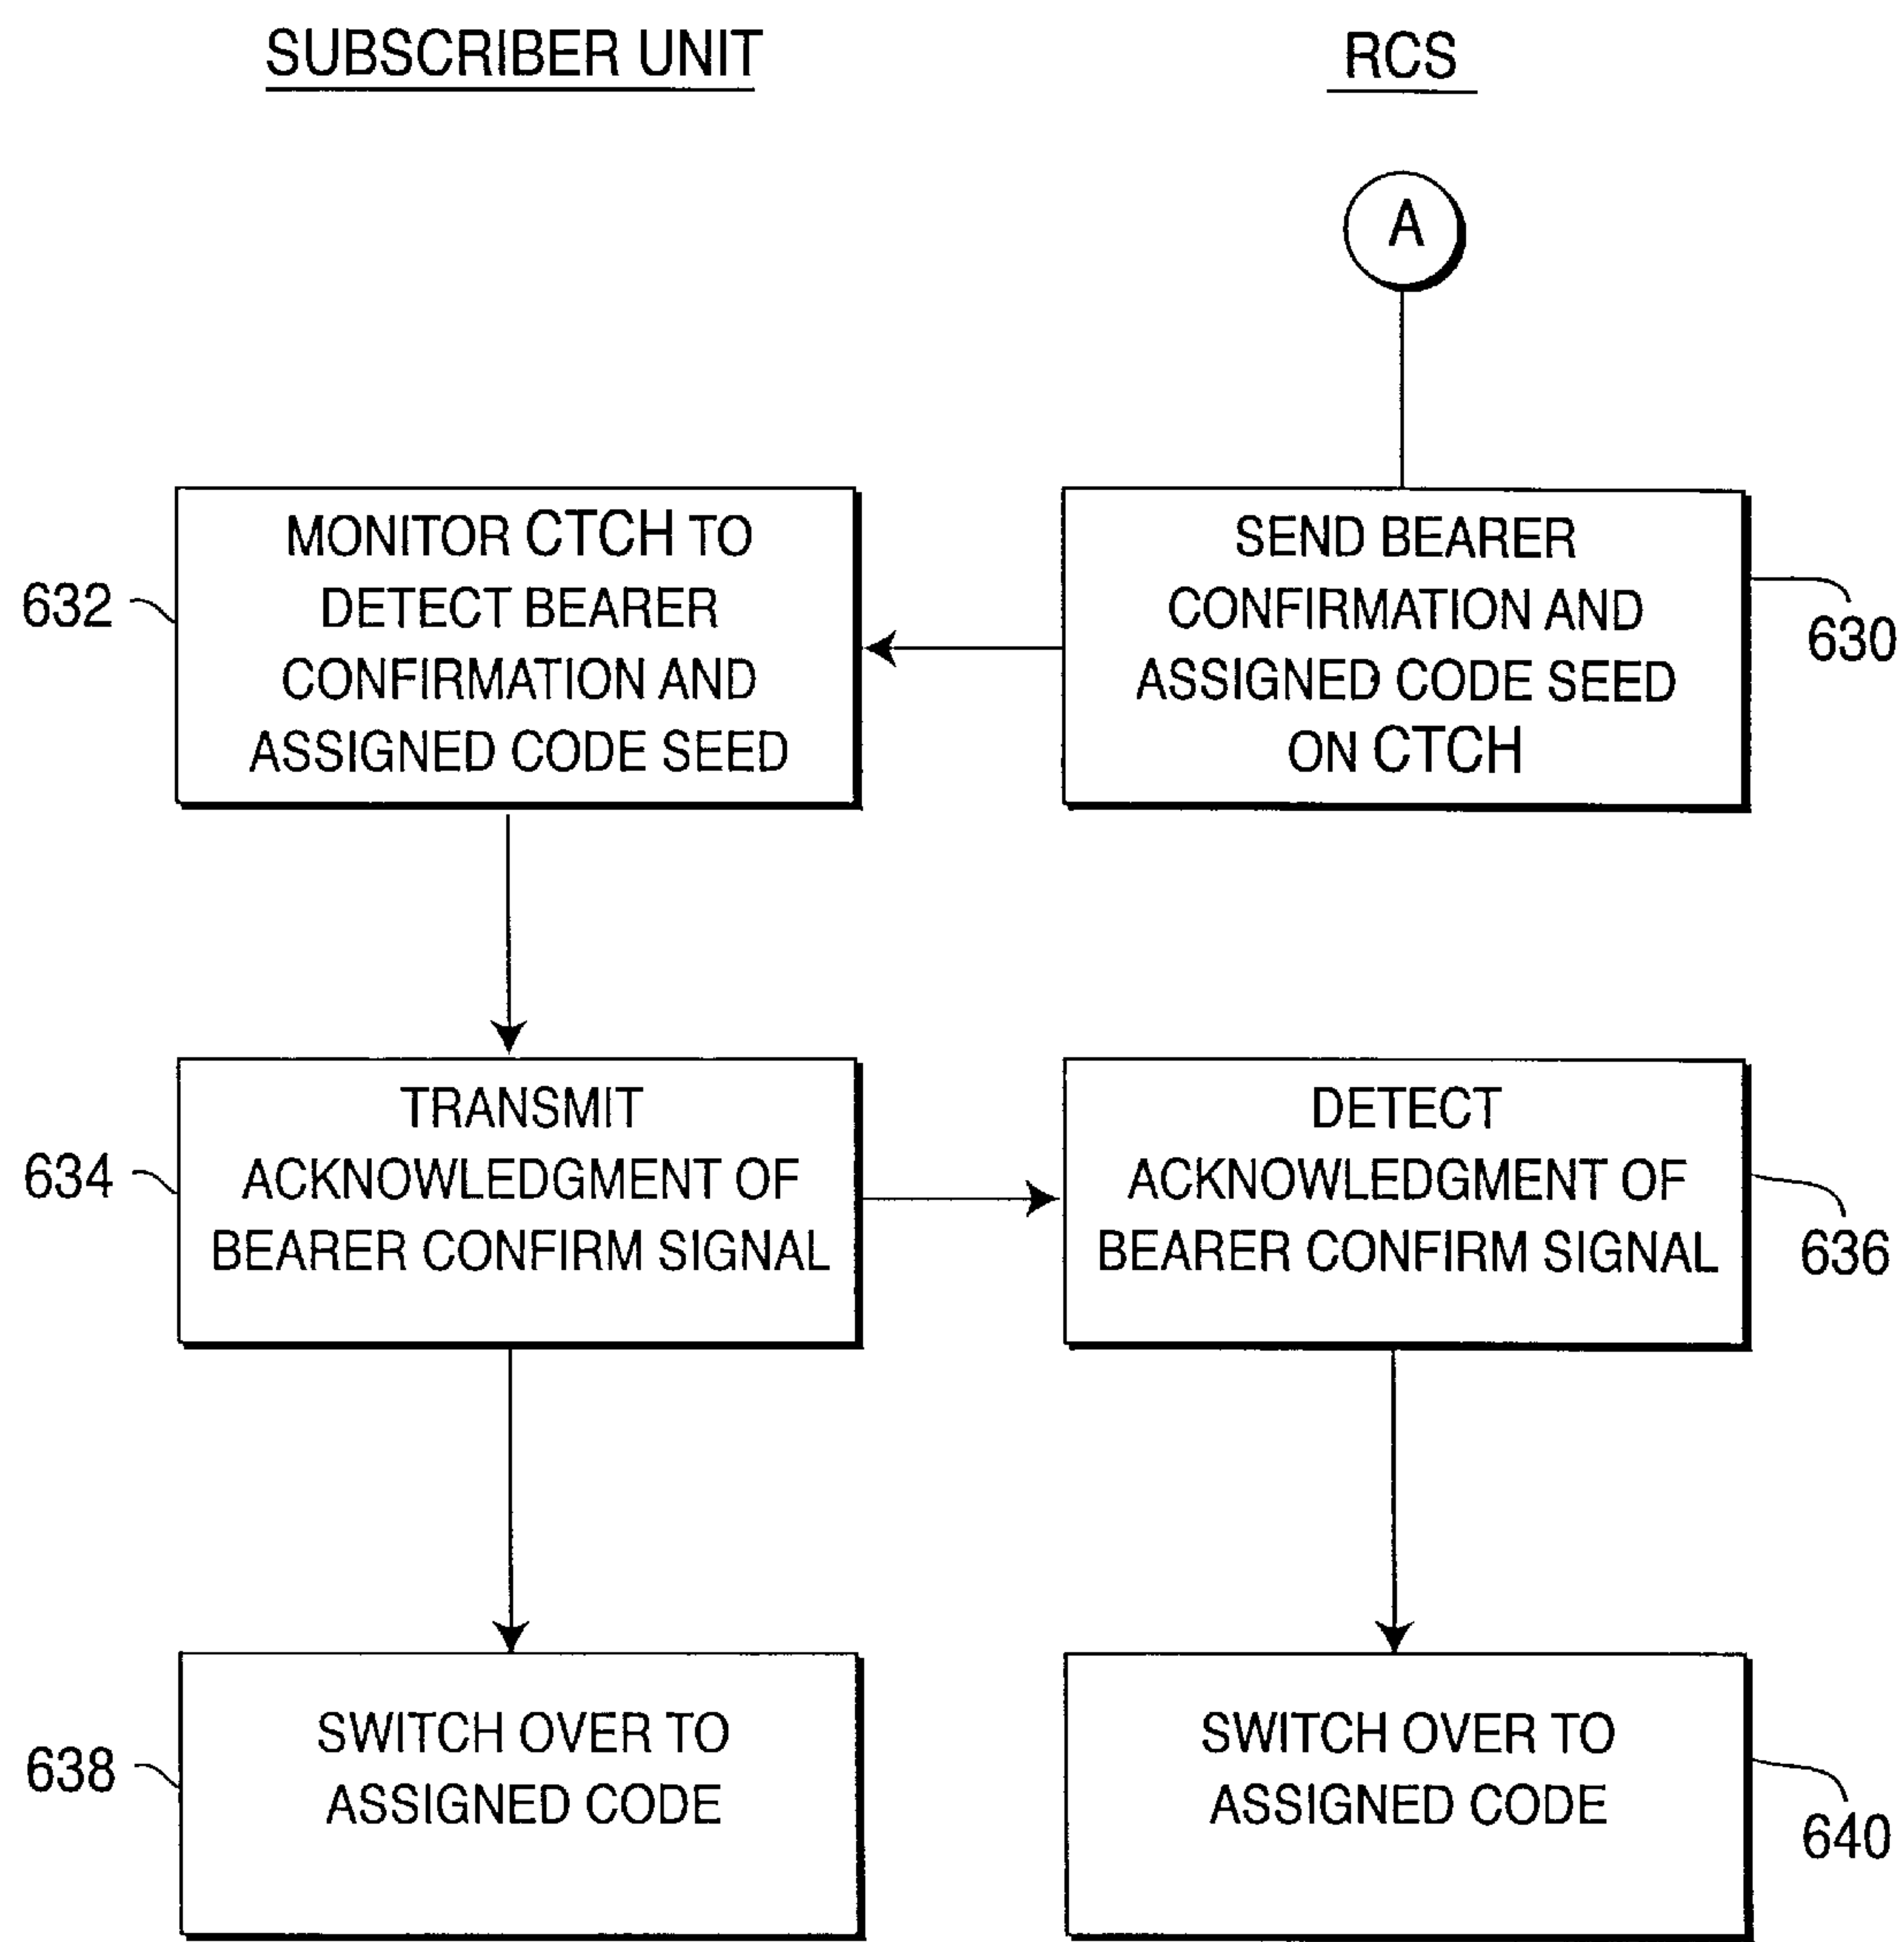 SUBSCRIBER UNIT
RCS
A
MONITOR CTCH TO
DETECT BEARER
CONFIRMATION AND
ASSIGNED CODE SEED
632
SEND BEARER
CONFIRMATION AND
ASSIGNED CODE SEED
ON CTCH
630
TRANSMIT
ACKNOWLEDGMENT OF
BEARER CONFIRM SIGNAL
634
DETECT
ACKNOWLEDGMENT OF
BEARER CONFIRM SIGNAL
636
SWITCH OVER TO
ASSIGNED CODE
638
SWITCH OVER TO
ASSIGNED CODE
640